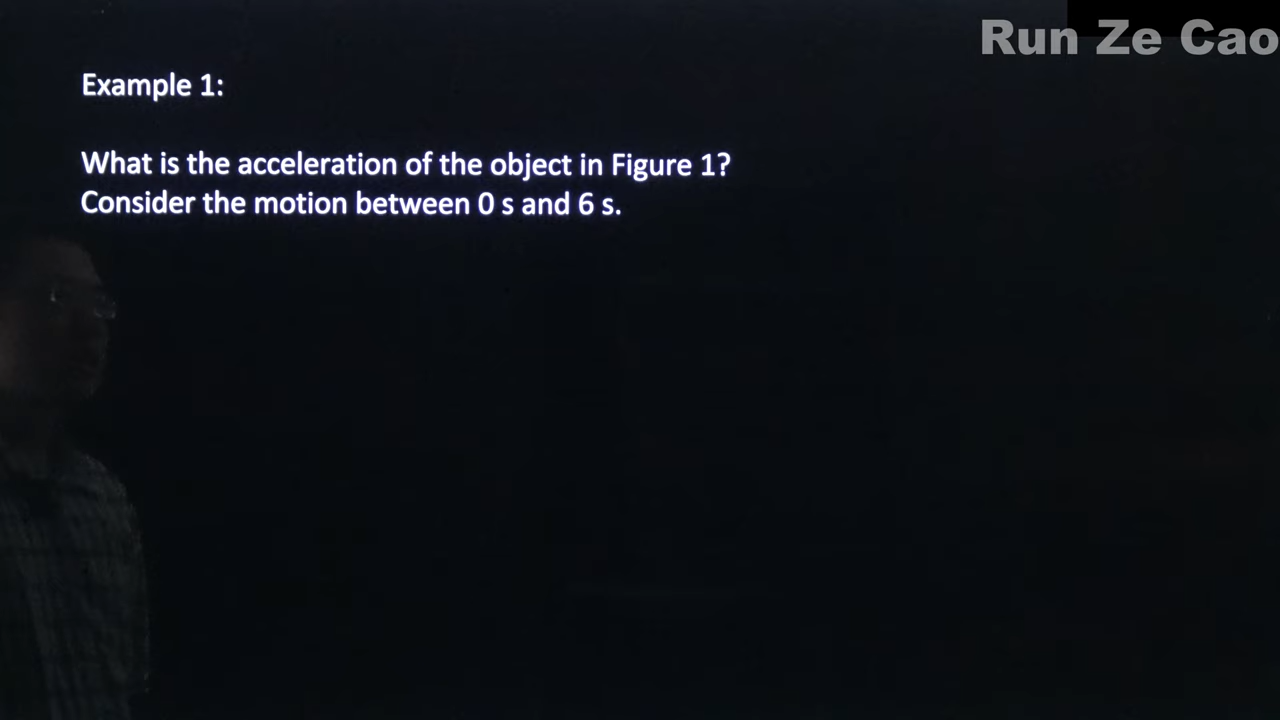 Run Ze Cao
Example 1:
What is the acceleration of the object in Figure 1?
Consider the motion between 0 s and 6 s.